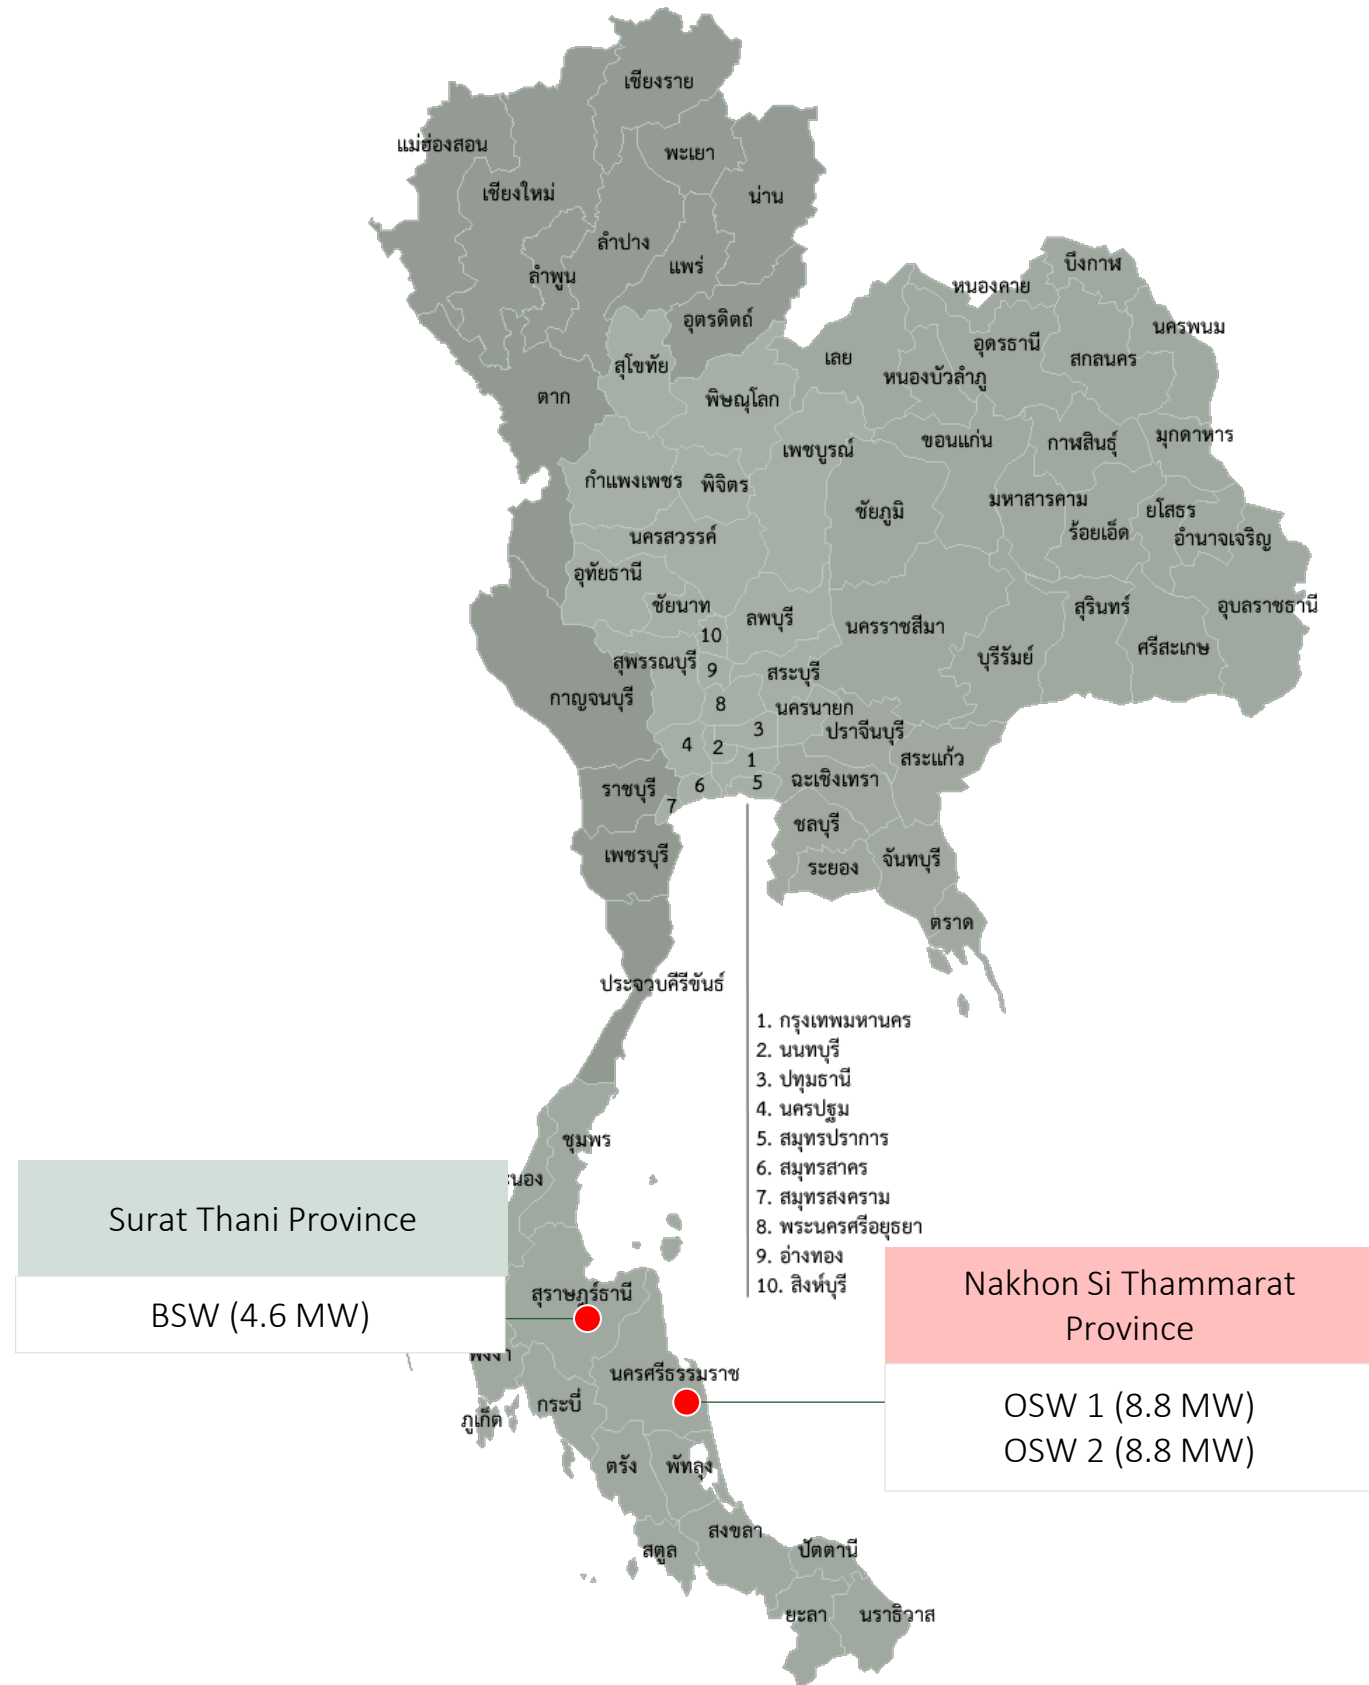 เชียงราย
แม่ฮ่องสอน
พะเยา
เชียงใหม่
น่าน
ลำปาง
แพร่
ลำพูน
อุตรดิตถ์
บึงกาฬ
หนองคาย
นครพนม
อุดรธานี
เลย
สกลนคร
สุโขทัย
หนองบัวลำภู
ตาก
พิษณุโลก
มุกดาหาร
ขอนแก่น
กาฬสินธุ์
เพชบูรณ์
กำแพงเพชร
พิจิตร
มหาสารคาม
ชัยภูมิ
ยโสธร
ร้อยเอ็ด
อำนาจเจริญ
นครสวรรค์
อุทัยธานี
ชัยนาท
ลพบุรี
สุรินทร์
อุบลราชธานี
นครราชสีมา
10
ศรีสะเกษ
บุรีรัมย์
สุพรรณบุรี
9
สระบุรี
กาญจนบุรี
8
นครนายก
3
ปราจีนบุรี
4
2
1
สระแก้ว
ราชบุรี
6
5
ฉะเชิงเทรา
7
ชลบุรี
เพชรบุรี
ระยอง
จันทบุรี
ตราด
ประจวบคีรีขันธ์
1. กรุงเทพมหานคร
2. นนทบุรี
3. ปทุมธานี
4. นครปฐม
5. สมุทรปราการ
6. สมุทรสาคร
7. สมุทรสงคราม
8. พระนครศรีอยุธยา
9. อ่างทอง
10. สิงห์บุรี
ชุมพร
นอง
Surat Thani Province
BSW (4.6 MW)
สุราษฎร์ธานี
Nakhon Si Thammarat
Province
OSW 1 (8.8 MW)
OSW 2 (8.8 MW)
พังงา
นครศรีธรรมราช
กระบี่
ภูเก็ต
ตรัง
พัทลุง
สงขลา
สตูล
ปัตตานี
ยะลา
นราธิวาส